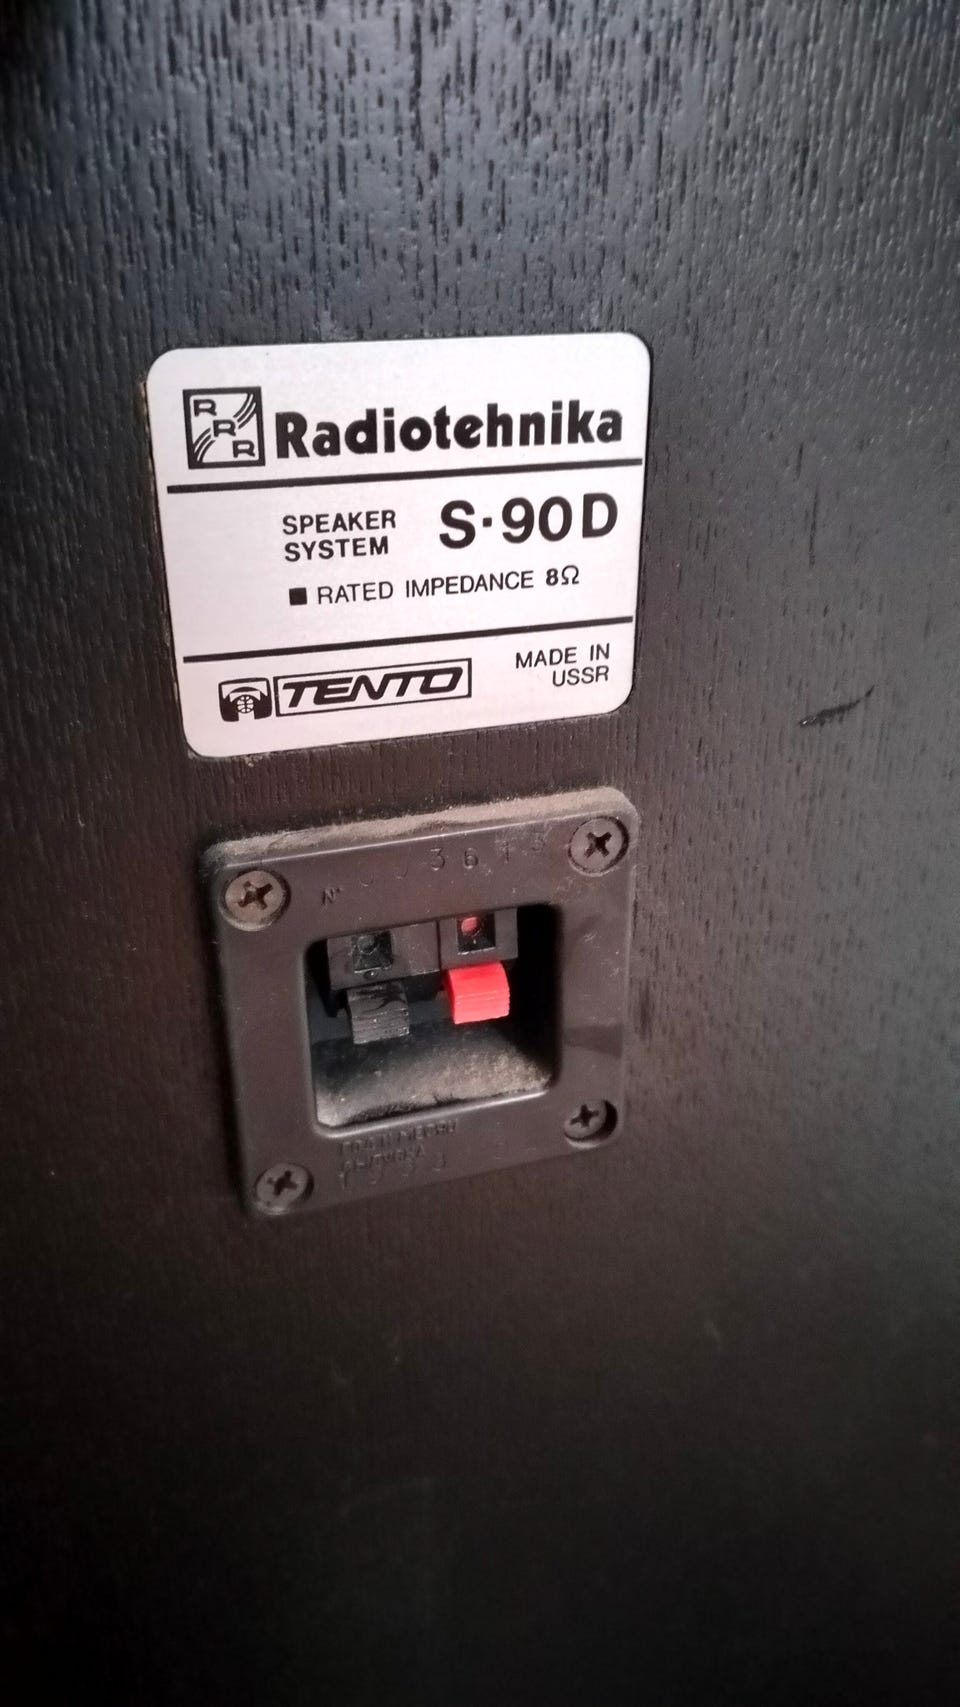 R
R
R
Radiotehnika
SPEAKER
SYSTEM
S·90D
■ RATED IMPEDANCE 8Ω
TENTO
MADE IN
USSR